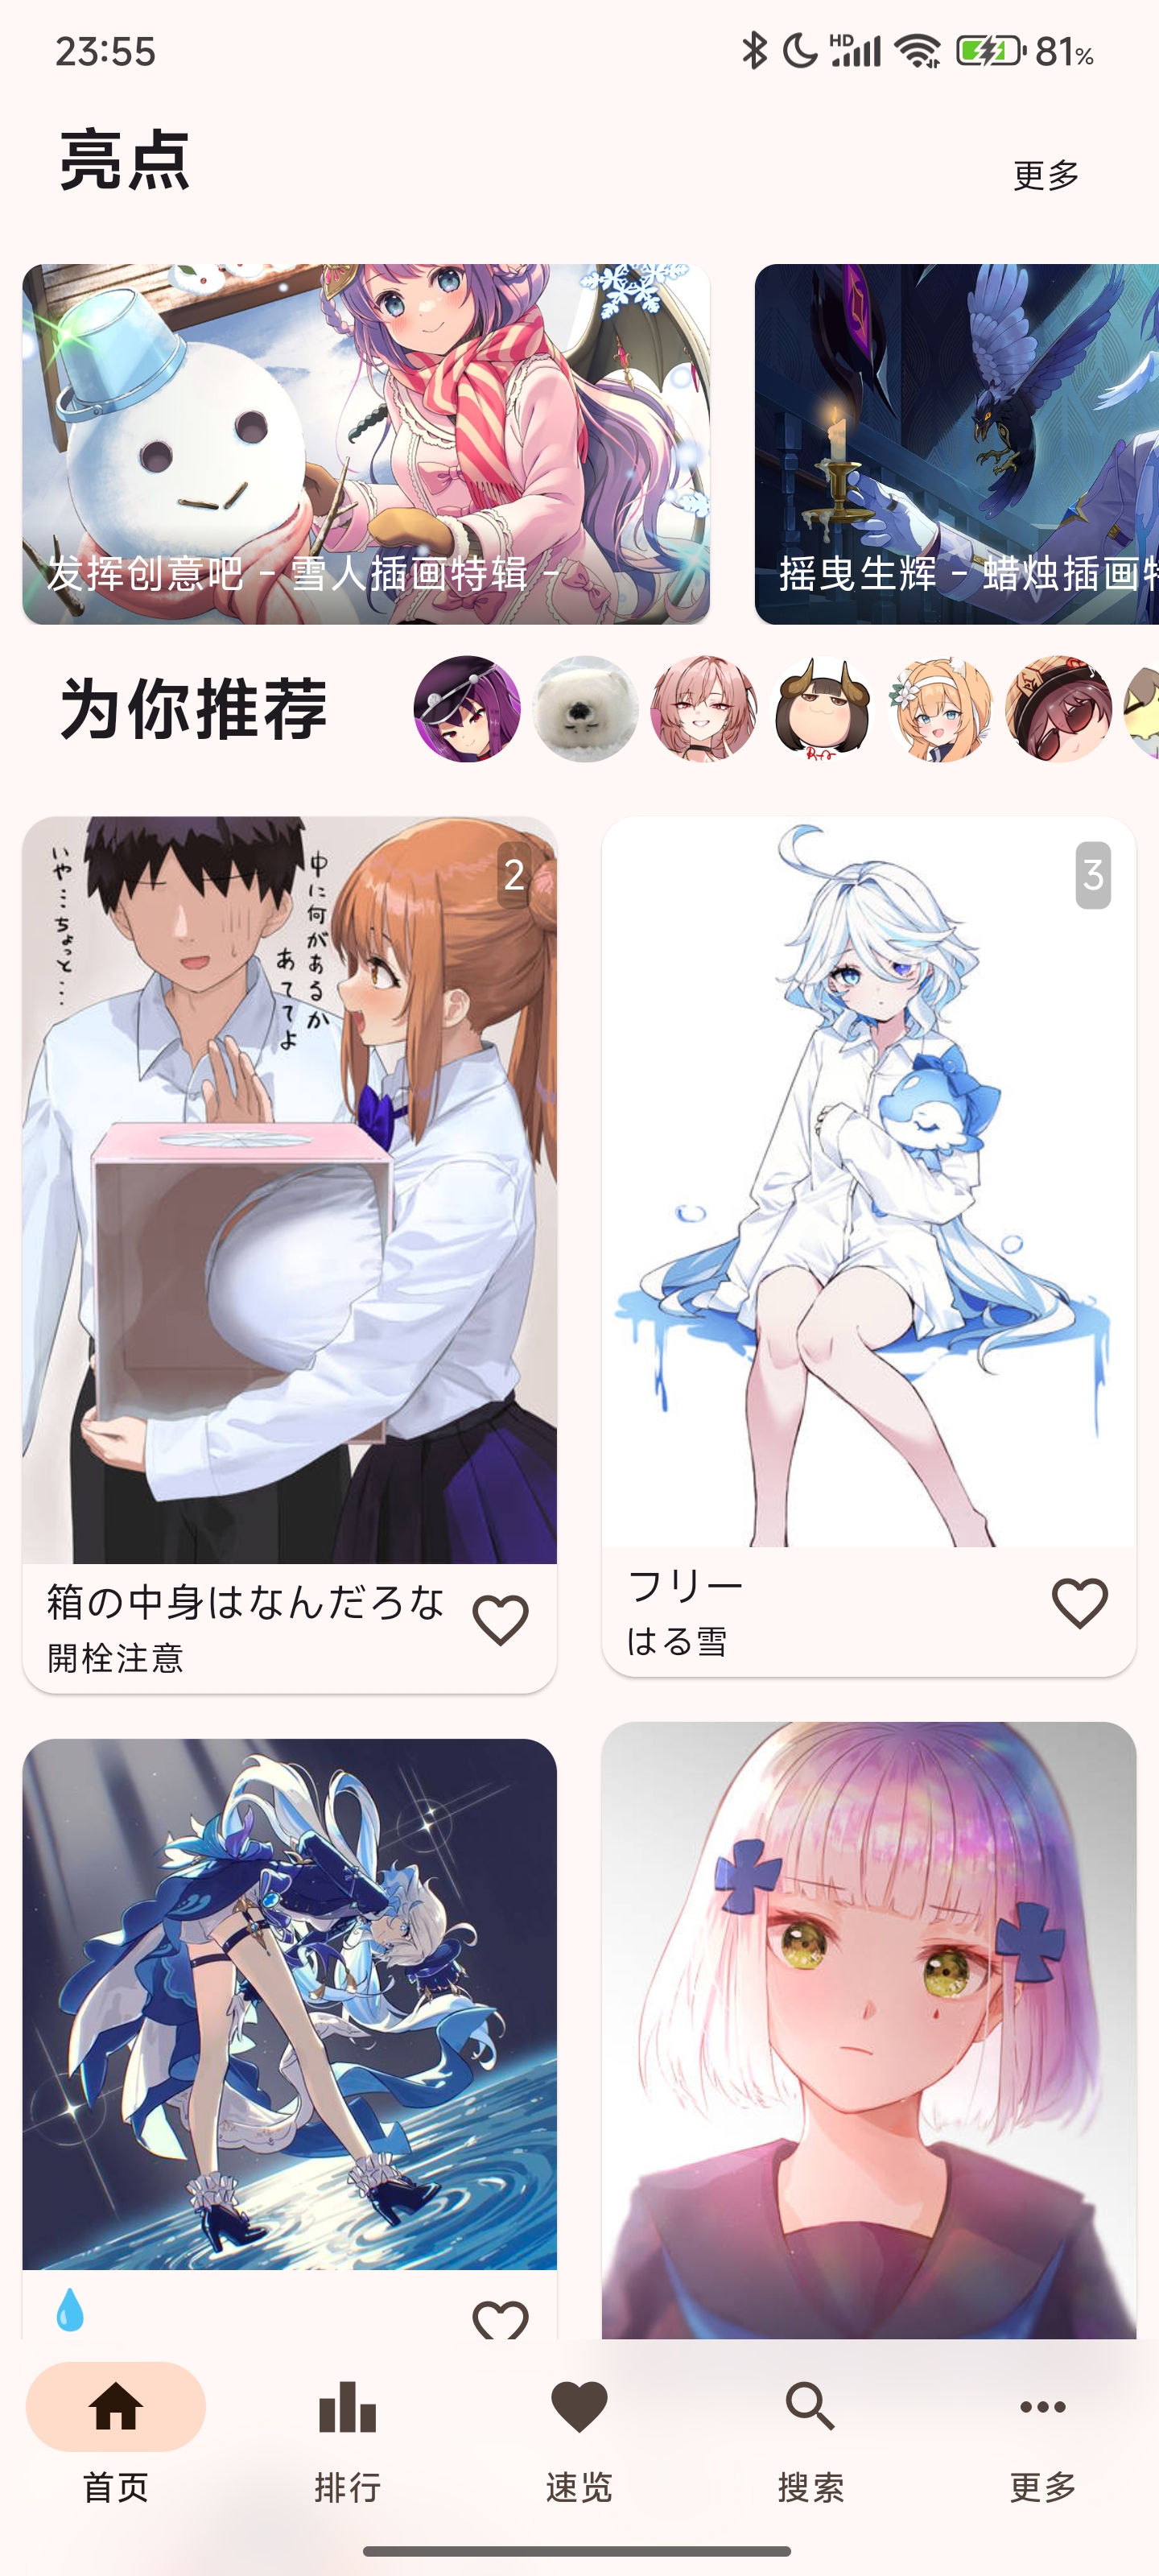 23:55
HD
81%
亮点
更多
发挥创意吧 - 雪人插画特辑 -
摇曳生辉 - 蜡烛插画
为你推荐
2
いや…ちょっと…
中に何があるか
あててよ
3
箱の中身はなんだろな
開栓注意
フリー
はる雪
💧
首页
排行
速览
搜索
更多